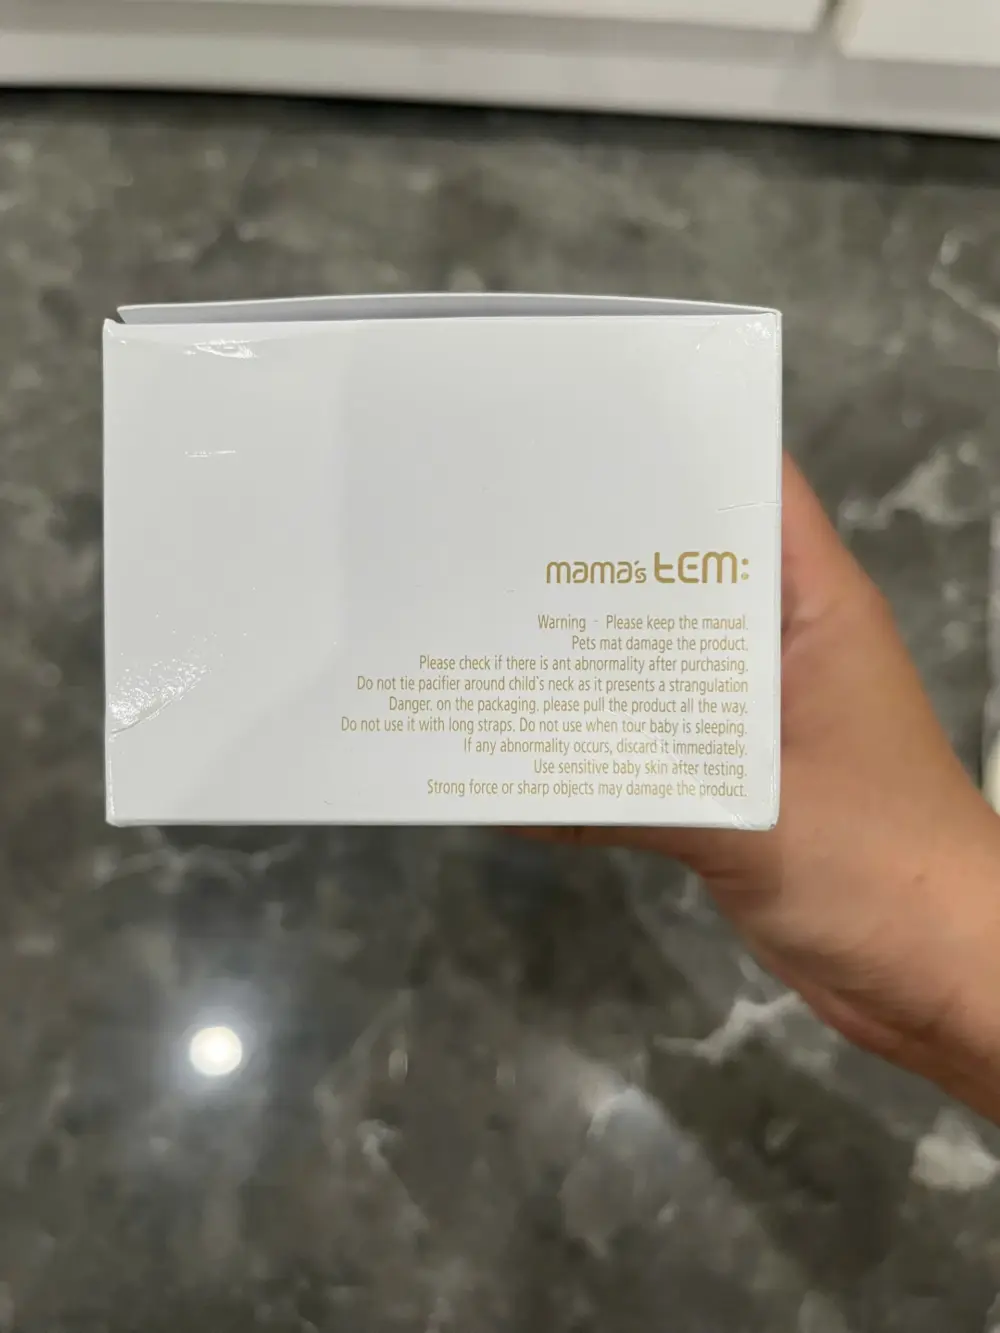 mama's tEM:
Warning - Please keep the manual.
Pets mat damage the product.
Please check if there is ant abnormality after purchasing.
Do not tie pacifier around child's neck as it presents a strangulation
Danger. on the packaging. please pull the product all the way.
Do not use it with long straps. Do not use when tour baby is sleeping.
If any abnormality occurs, discard it immediately.
Use sensitive baby skin after testing.
Strong force or sharp objects may damage the product.